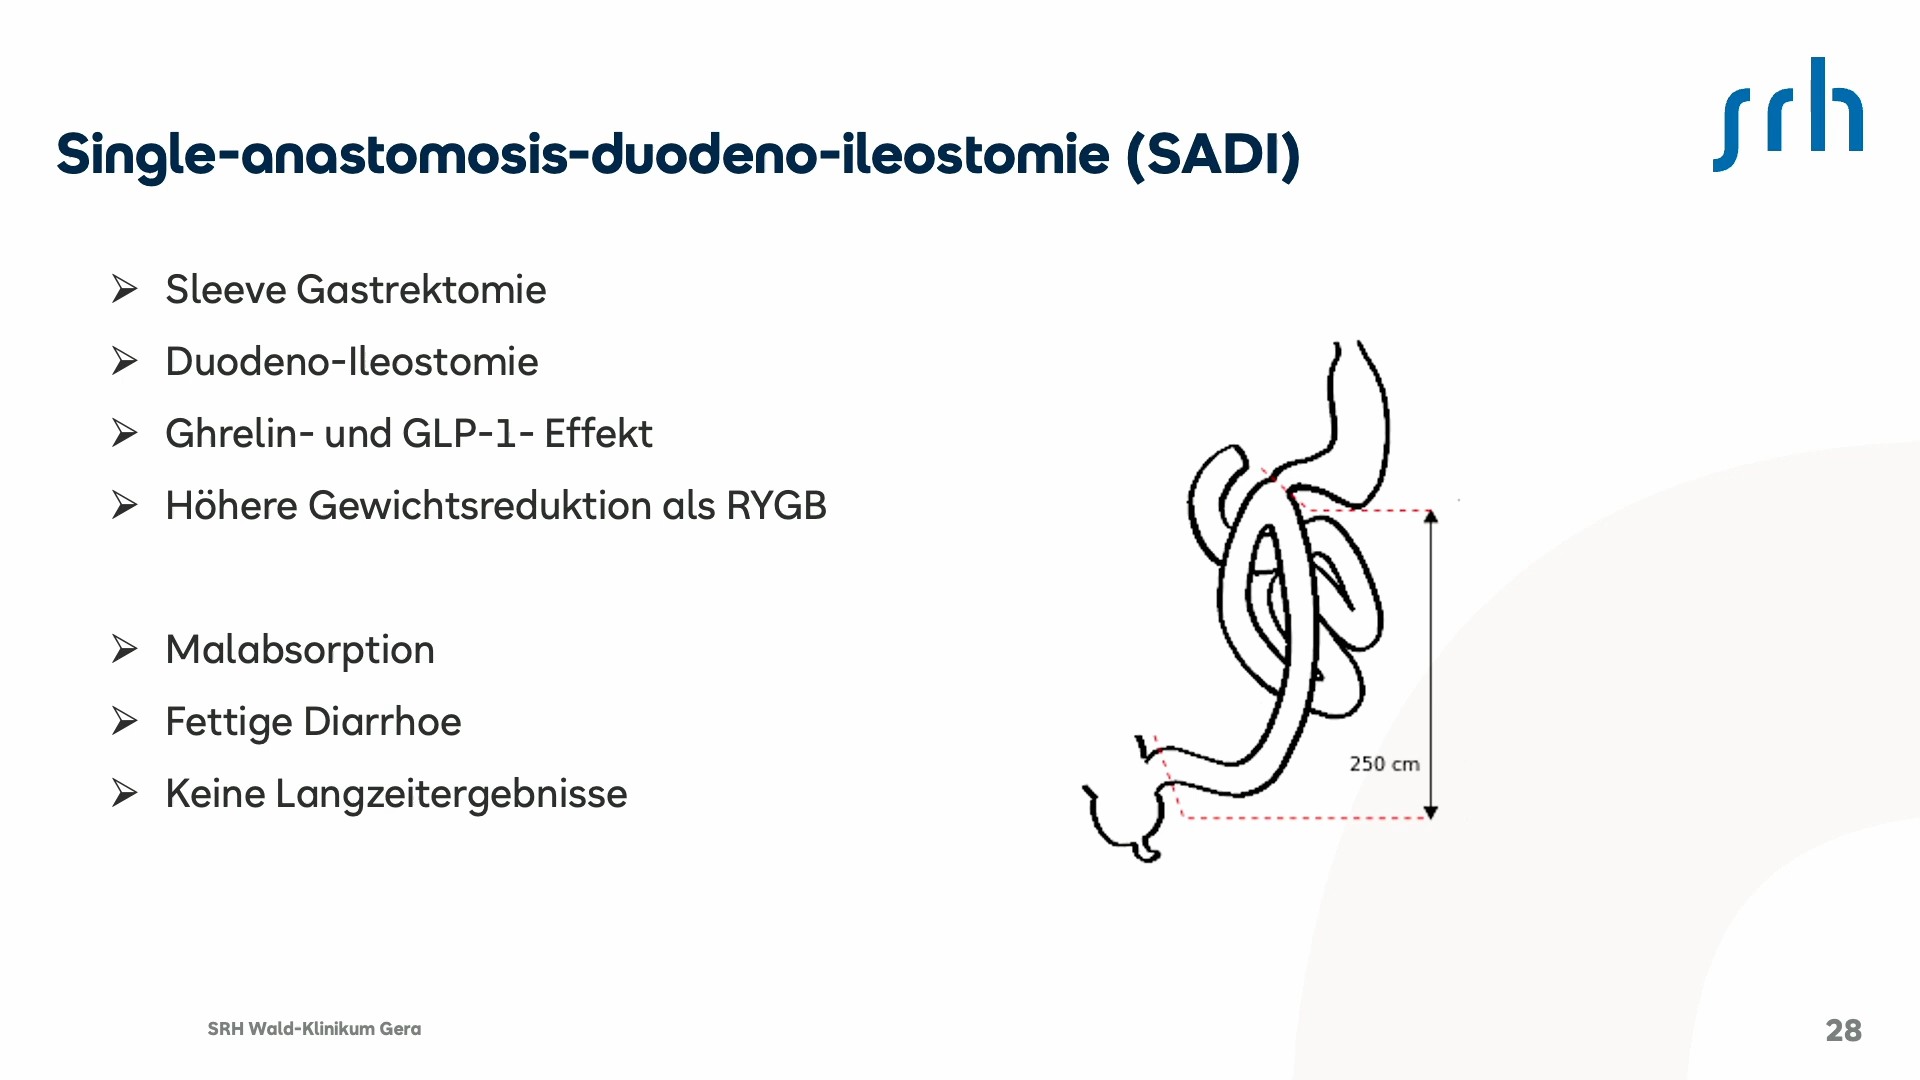 srh
Single-anastomosis-duodeno-ileostomie (SADI)
➢ Sleeve Gastrektomie
➢ Duodeno-Ileostomie
➢ Ghrelin- und GLP-1- Effekt
➢ Höhere Gewichtsreduktion als RYGB
➢ Malabsorption
➢ Fettige Diarrhoe
➢ Keine Langzeitergebnisse
250 cm
SRH Wald-Klinikum Gera
28